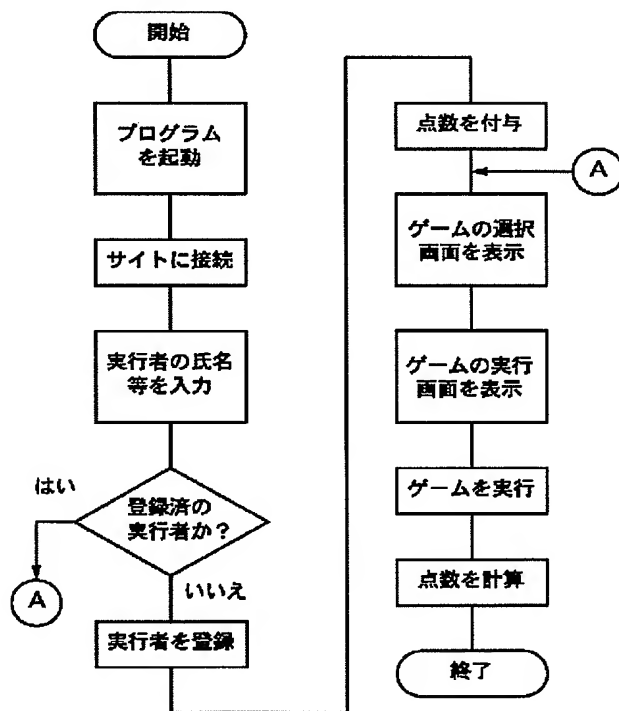 開始
プログラム
を起動
サイトに接続
実行者の氏名
等を入力
はい
登録済の
実行者か？
A
いいえ
実行者を登録
点数を付与
A
ゲームの選択
画面を表示
ゲームの実行
画面を表示
ゲームを実行
点数を計算
終了